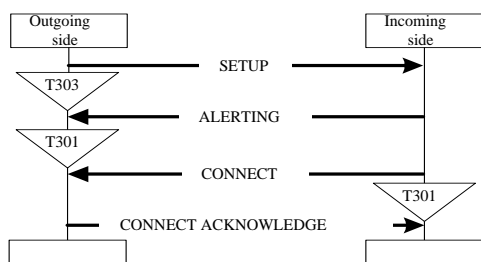 Outgoing
side
Incoming
side
SETUP
T303
ALERTING
T301
CONNECT
T301
CONNECT ACKNOWLEDGE